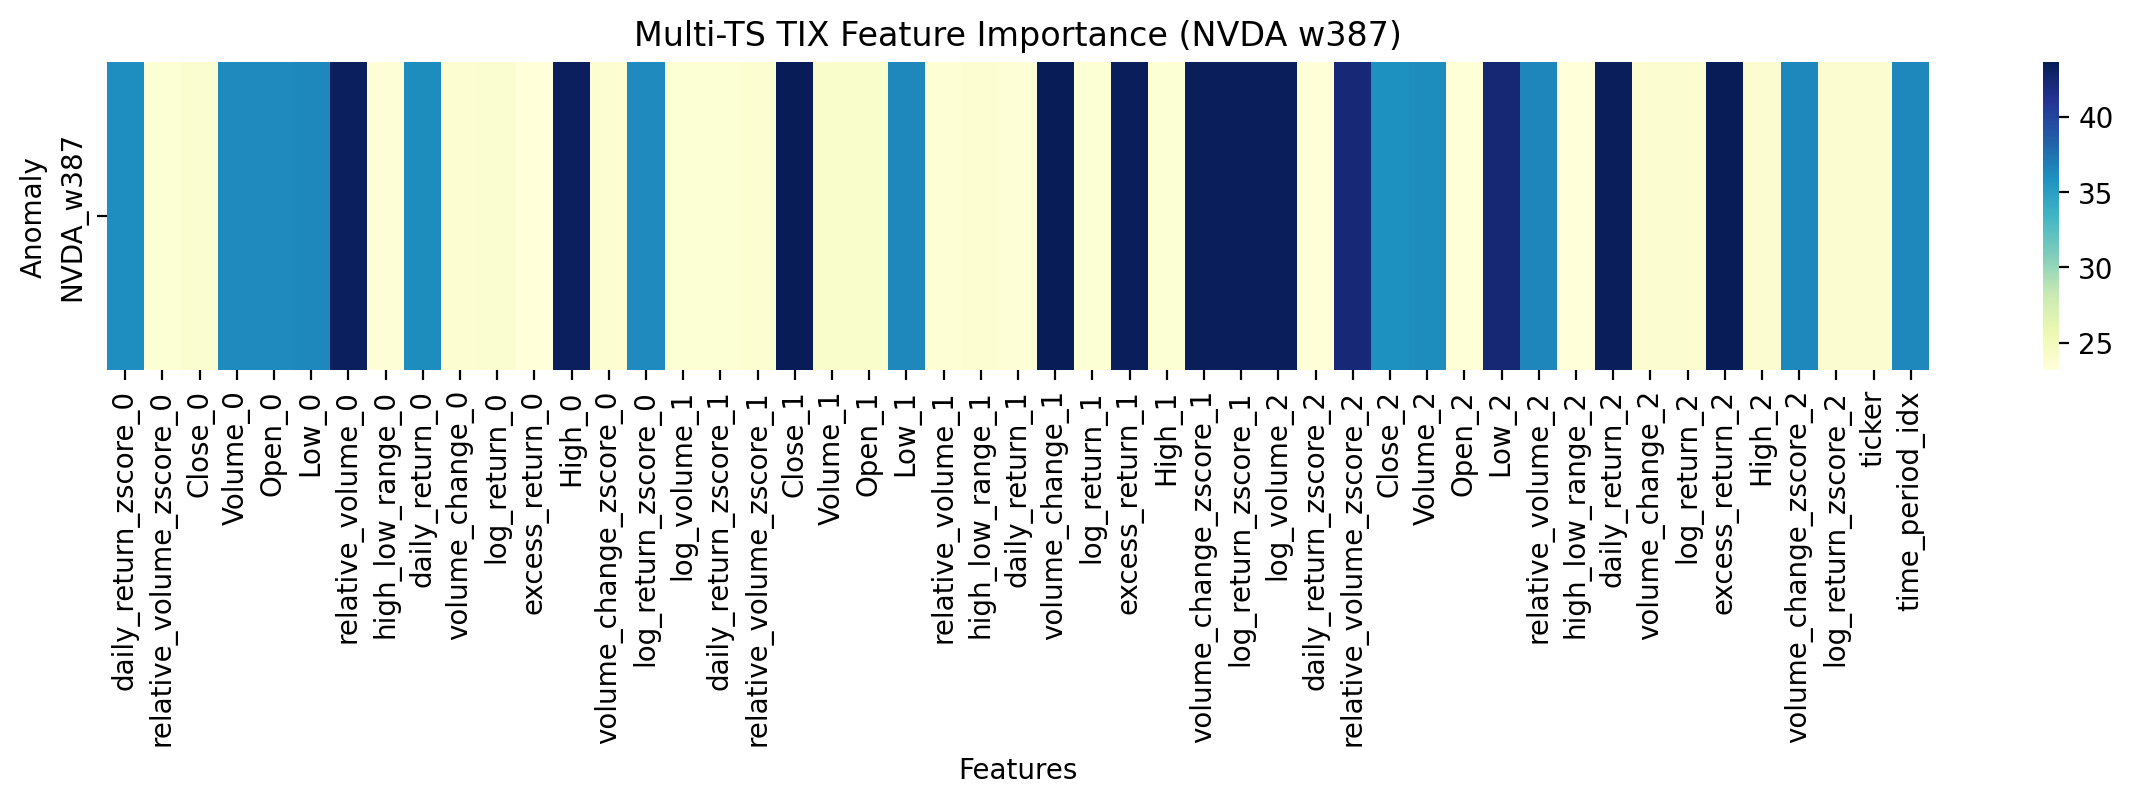 Multi-TS TIX Feature Importance (NVDA w387)
Anomaly
NVDA_w387
40
35
30
25
daily_return_zscore_0
relative_volume_zscore_0
Close_0
Volume_0
Open_0
Low_0
relative_volume_0
high_low_range_0
daily_return_0
volume_change_0
log_return_0
excess_return_0
High_0
volume_change_zscore_0
log_return_zscore_0
log_volume_1
daily_return_zscore_1
relative_volume_zscore_1
Close_1
Volume_1
Open_1
Low_1
relative_volume_1
high_low_range_1
daily_return_1
volume_change_1
log_return_1
excess_return_1
High_1
volume_change_zscore_1
log_return_zscore_1
log_volume_2
daily_return_zscore_2
relative_volume_zscore_2
Close_2
Volume_2
Open_2
Low_2
relative_volume_2
high_low_range_2
daily_return_2
volume_change_2
log_return_2
excess_return_2
High_2
volume_change_zscore_2
log_return_zscore_2
ticker
time_period_idx
Features